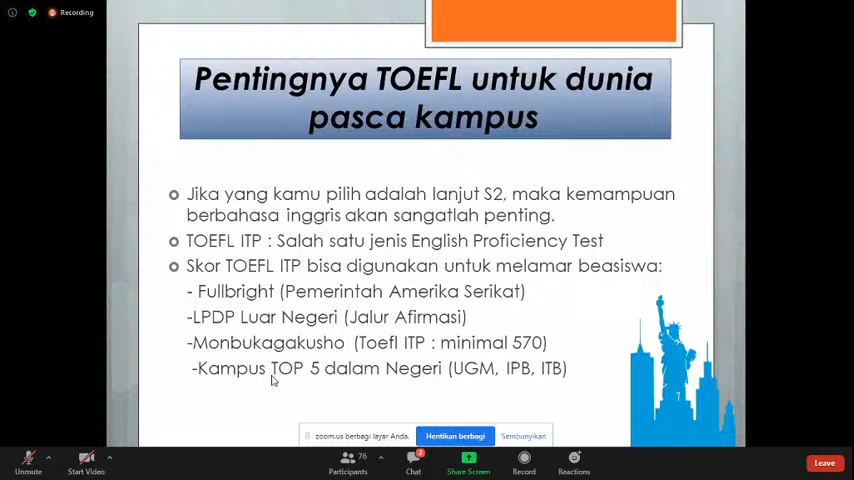 Recording
Pentingnya TOEFL untuk dunia
pasca kampus
Jika yang kamu pilih adalah lanjut S2, maka kemampuan
berbahasa inggris akan sangatlah penting.
TOEFL ITP : Salah satu jenis English Proficiency Test
Skor TOEFL ITP bisa digunakan untuk melamar beasiswa:
- Fullbright (Pemerintah Amerika Serikat)
-LPDP Luar Negeri (Jalur Afirmasi)
-Monbukagakusho (Toefl ITP : minimal 570)
-Kampus TOP 5 dalam Negeri (UGM, IPB, ITB)
zoom.us berbagi layar Anda. Hentikan berbagi Sembunyikan
76 2
Unmute Start Video Participants Chat Share Screen Record Reactions Leave